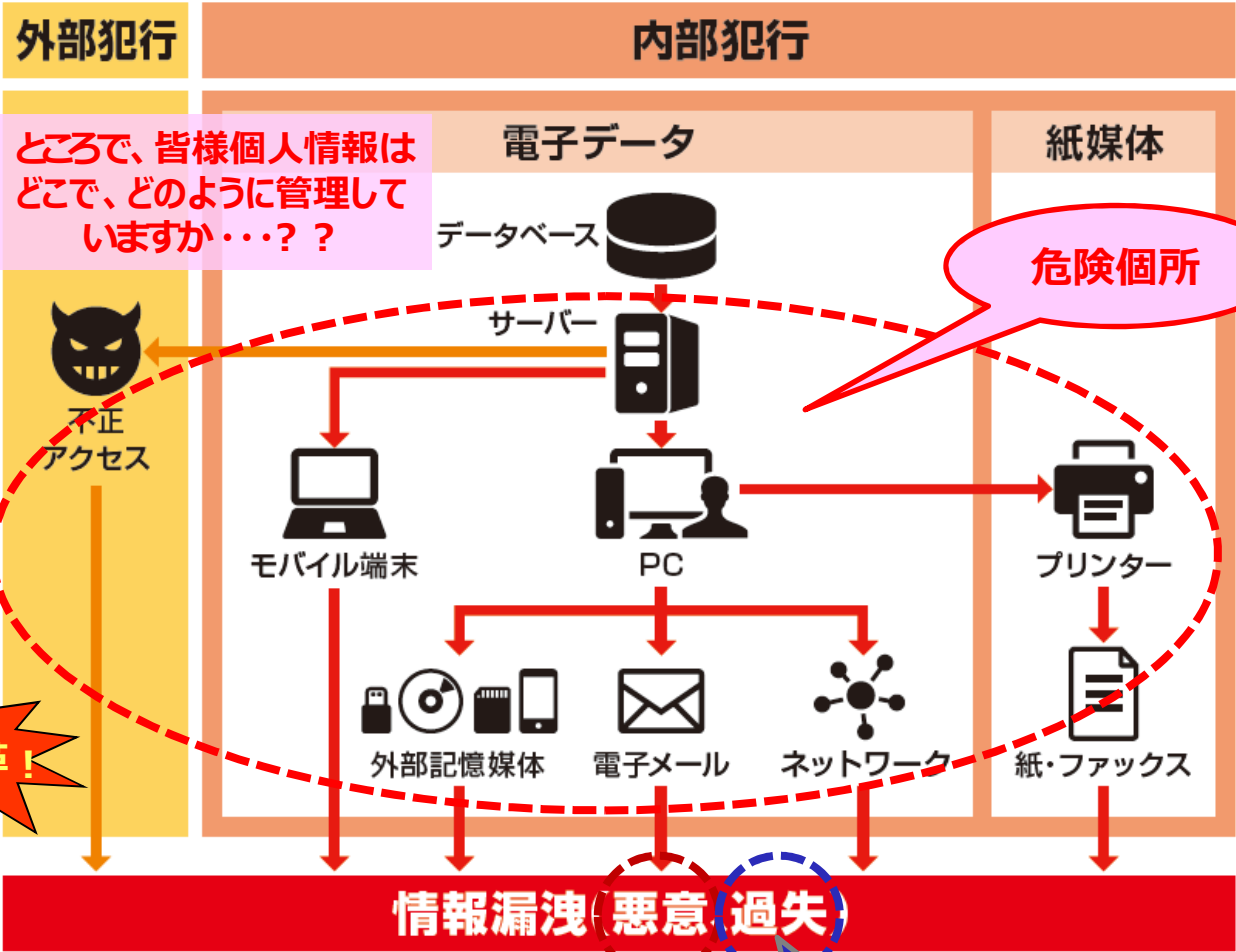 外部犯行
内部犯行
ところで、皆様個人情報は
どこで、どのように管理して
いますか・・・？？
電子データ
紙媒体
データベース
危険個所
サーバー
不正
アクセス
モバイル端末
PC
プリンター
外部記憶媒体
電子メール
ネットワーク
紙・ファックス
！
情報漏洩(悪意、過失)